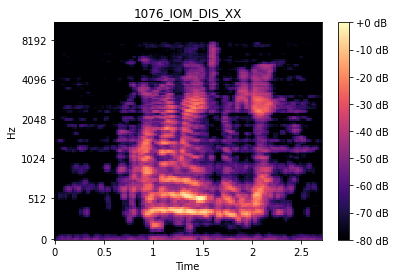 1076_IOM_DIS_XX
+0 dB
8192
-10 dB
4096
-20 dB
-30 dB
2048
Hz
-40 dB
1024
-50 dB
512
-60 dB
-70 dB
0
-80 dB
0 0.5 1 1.5 2 2.5
Time